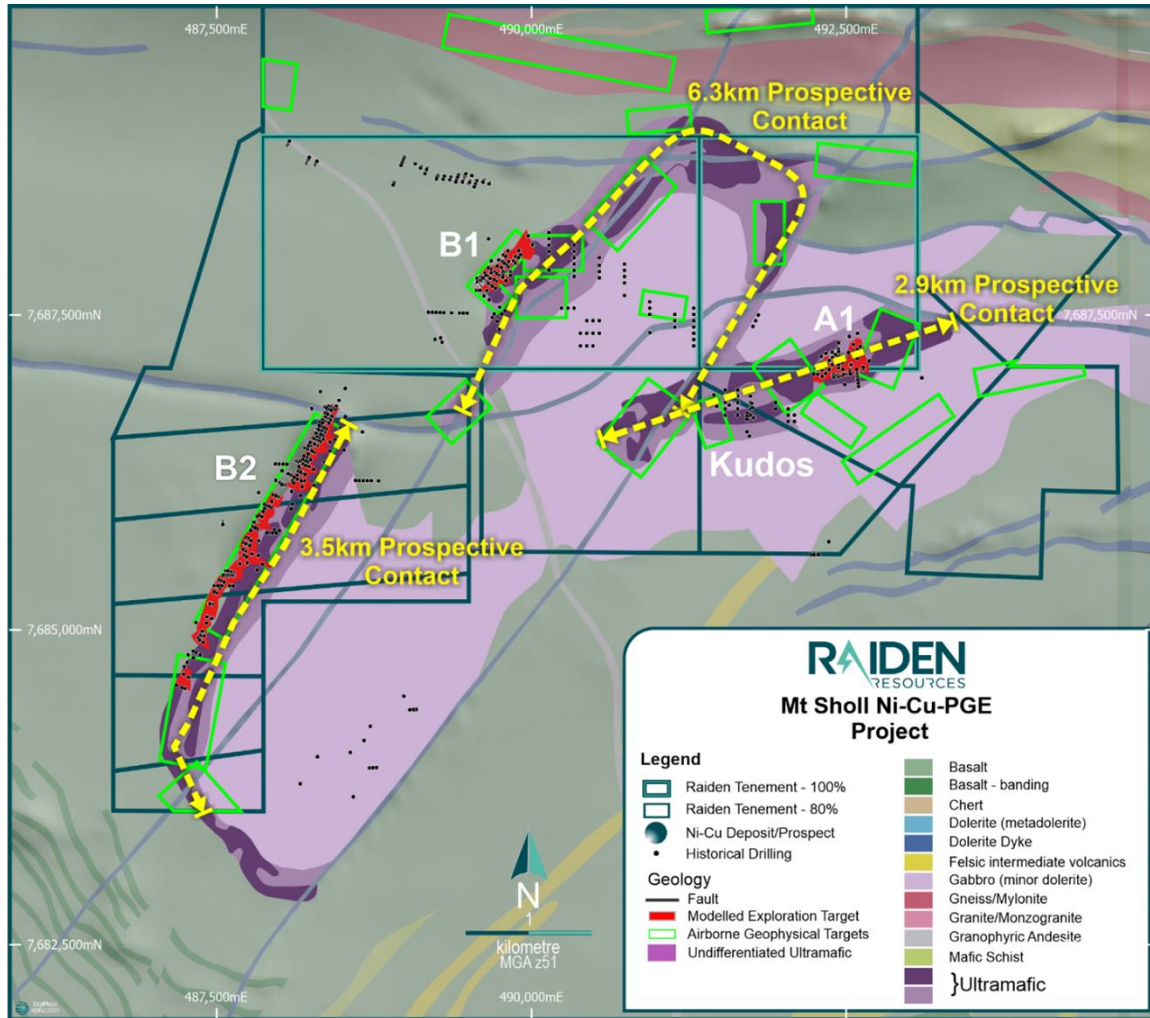 487,500mE
490,000mE
492,500mE
6.3km Prospective
Contact
B1
2.9km Prospective
Contact
7,687,500mN
7,687,500mN
A1
B2
Kudos
3.5km Prospective
Contact
7,685,000mN
RAIDEN
RESOURCES
Mt Sholl Ni-Cu-PGE
Project
Legend
Raiden Tenement - 100%
Raiden Tenement - 80%
Ni-Cu Deposit/Prospect
Historical Drilling
Geology
Fault
Modelled Exploration Target
Airborne Geophysical Targets
Undifferentiated Ultramafic
Basalt
Basalt - banding
Chert
Dolerite (metadolerite)
Dolerite Dyke
Felsic intermediate volcanics
Gabbro (minor dolerite)
Gneiss/Mylonite
Granite/Monzogranite
Granophyric Andesite
Mafic Schist
}Ultramafic
N
1
kilometre
MGA z51
7,682,500mN
487,500mE
490,000mE